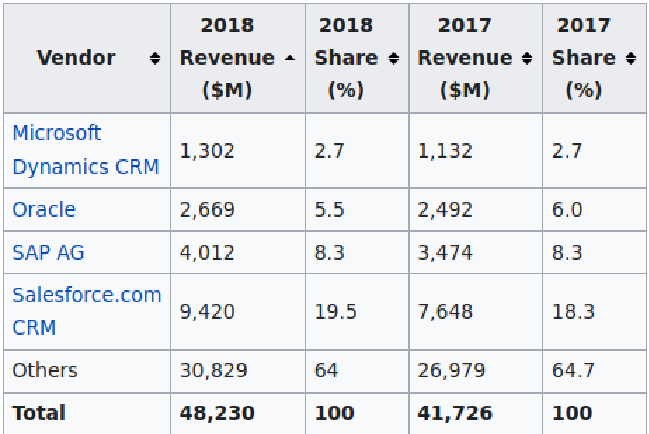 Vendor 2018 Revenue ($M) 2018 Share (%) 2017 Revenue ($M) 2017 Share (%)
Microsoft Dynamics CRM 1,302 2.7 1,132 2.7
Oracle 2,669 5.5 2,492 6.0
SAP AG 4,012 8.3 3,474 8.3
Salesforce.com CRM 9,420 19.5 7,648 18.3
Others 30,829 64 26,979 64.7
Total 48,230 100 41,726 100